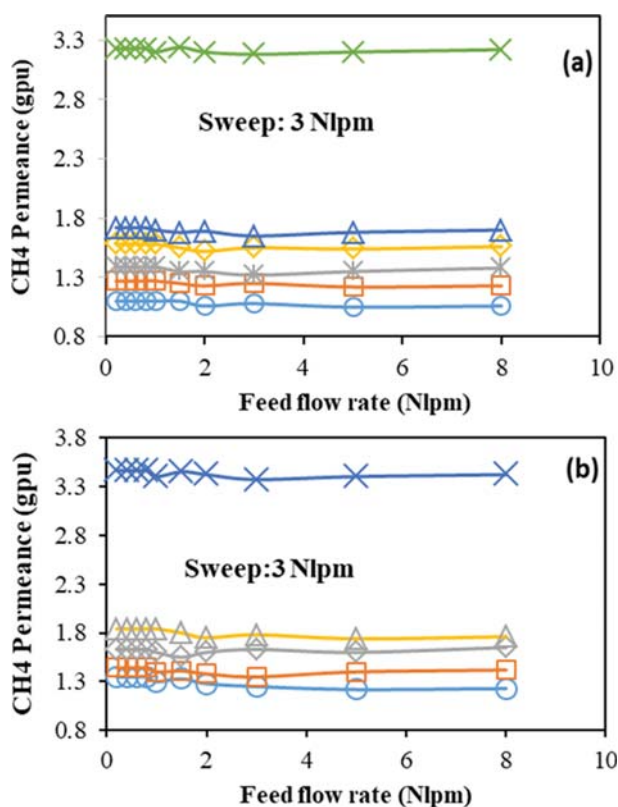 3.3
2.8
2.3
1.8
1.3
0.8
CH4 Permeance (gpu)
(a)
Sweep: 3 Nlpm
0 2 4 6 8 10
Feed flow rate (Nlpm)
3.8
3.3
2.8
2.3
1.8
1.3
0.8
CH4 Permeance (gpu)
(b)
Sweep:3 Nlpm
0 2 4 6 8 10
Feed flow rate (Nlpm)